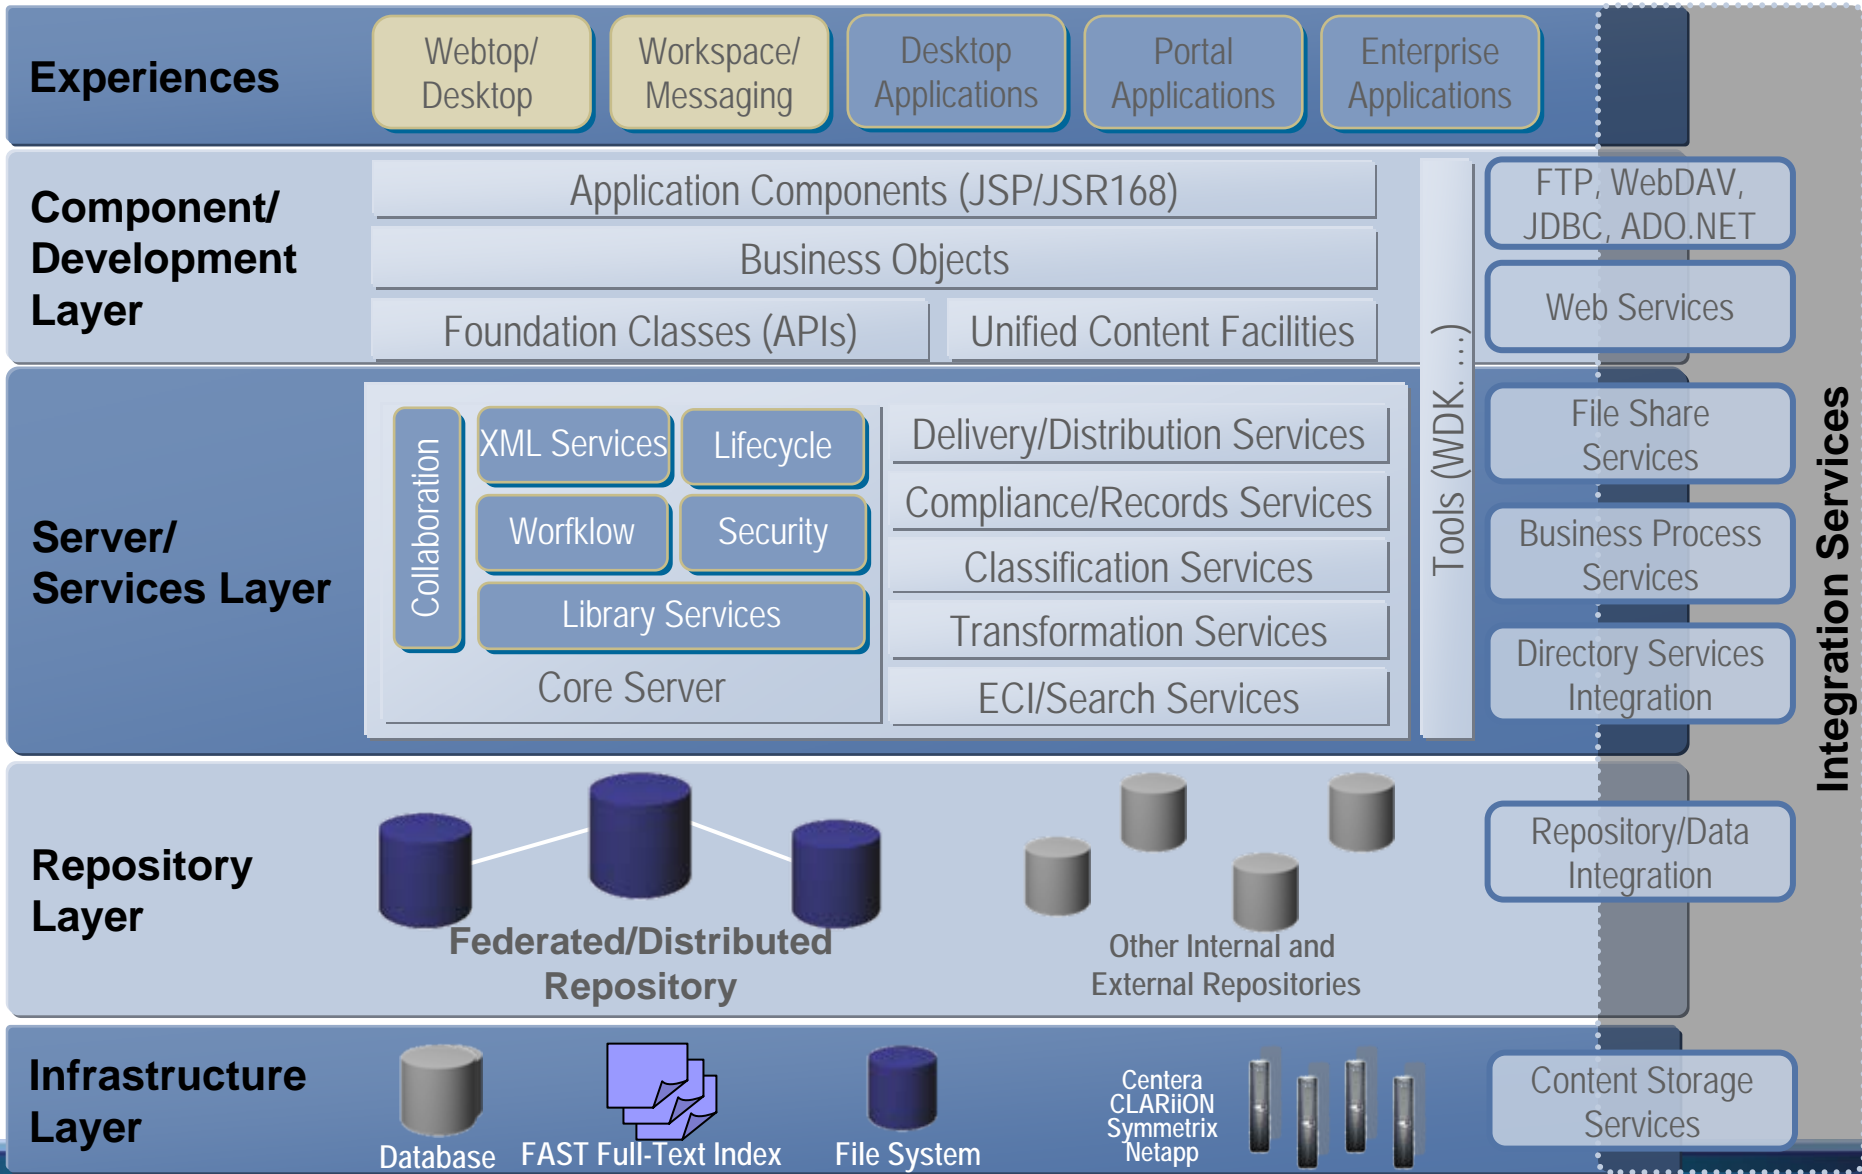 Experiences
Webtop/
Desktop
Workspace/
Messaging
Desktop
Applications
Portal
Applications
Enterprise
Applications
Component/
Development
Layer
Application Components (JSP/JSR168)
Business Objects
Foundation Classes (APIs)
Unified Content Facilities
Tools (WDK. ...)
FTP, WebDAV,
JDBC, ADO.NET
Web Services
Server/
Services Layer
Collaboration
XML Services
Lifecycle
Worfklow
Security
Library Services
Core Server
Delivery/Distribution Services
Compliance/Records Services
Classification Services
Transformation Services
ECI/Search Services
File Share
Services
Business Process
Services
Directory Services
Integration
Integration Services
Repository
Layer
Federated/Distributed
Repository
Other Internal and
External Repositories
Repository/Data
Integration
Infrastructure
Layer
Database
FAST Full-Text Index
File System
Centera
CLARiiON
Symmetrix
Netapp
Content Storage
Services